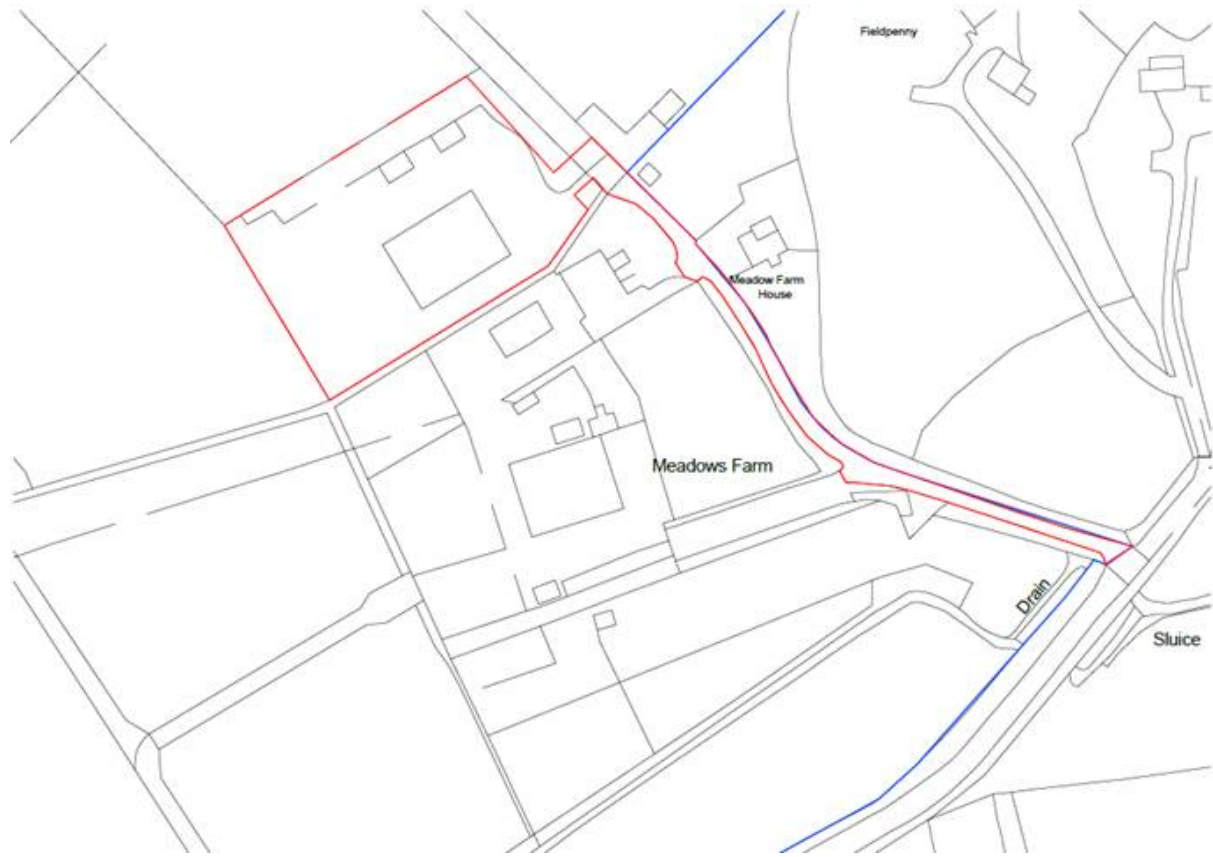 Fieldpenny
Meadow Farm
House
Meadows Farm
Drain
Sluice